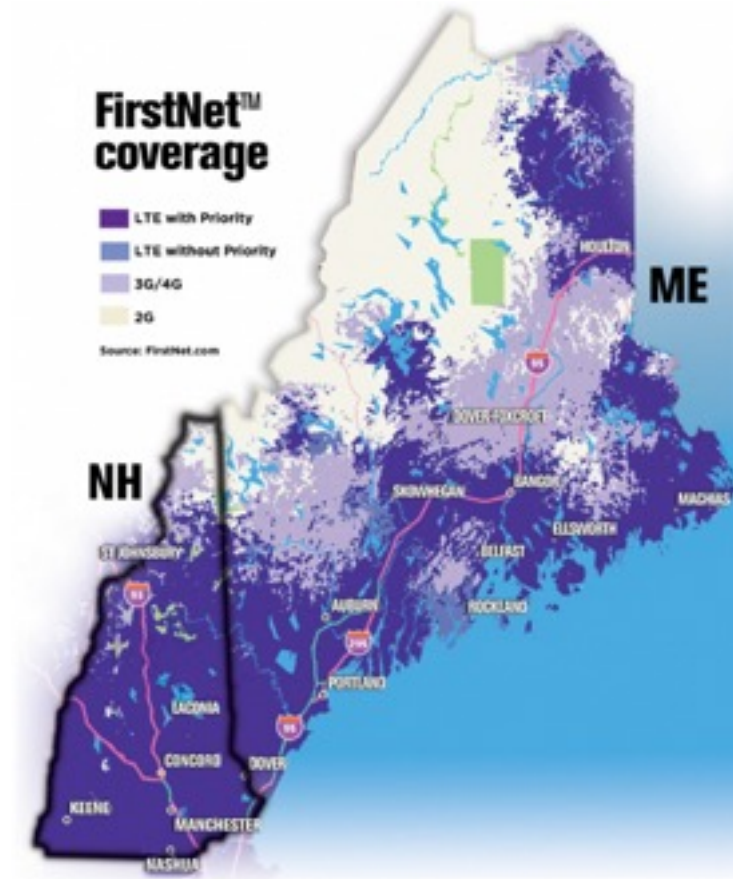 FirstNet™
coverage
LTE with Priority
LTE without Priority
3G/4G
2G
Source: FirstNet.com
ME
NH
HOULTON
95
DOVER-FOXCROFT
SKOWHEGAN
BANGOR
MACHIAS
ELLSWORTH
ST JOHNSBURY
BELFAST
93
AUBURN
ROCKLAND
295
PORTLAND
LACONIA
95
CONCORD
DOVER
KEENE
MANCHESTER
NASHUA